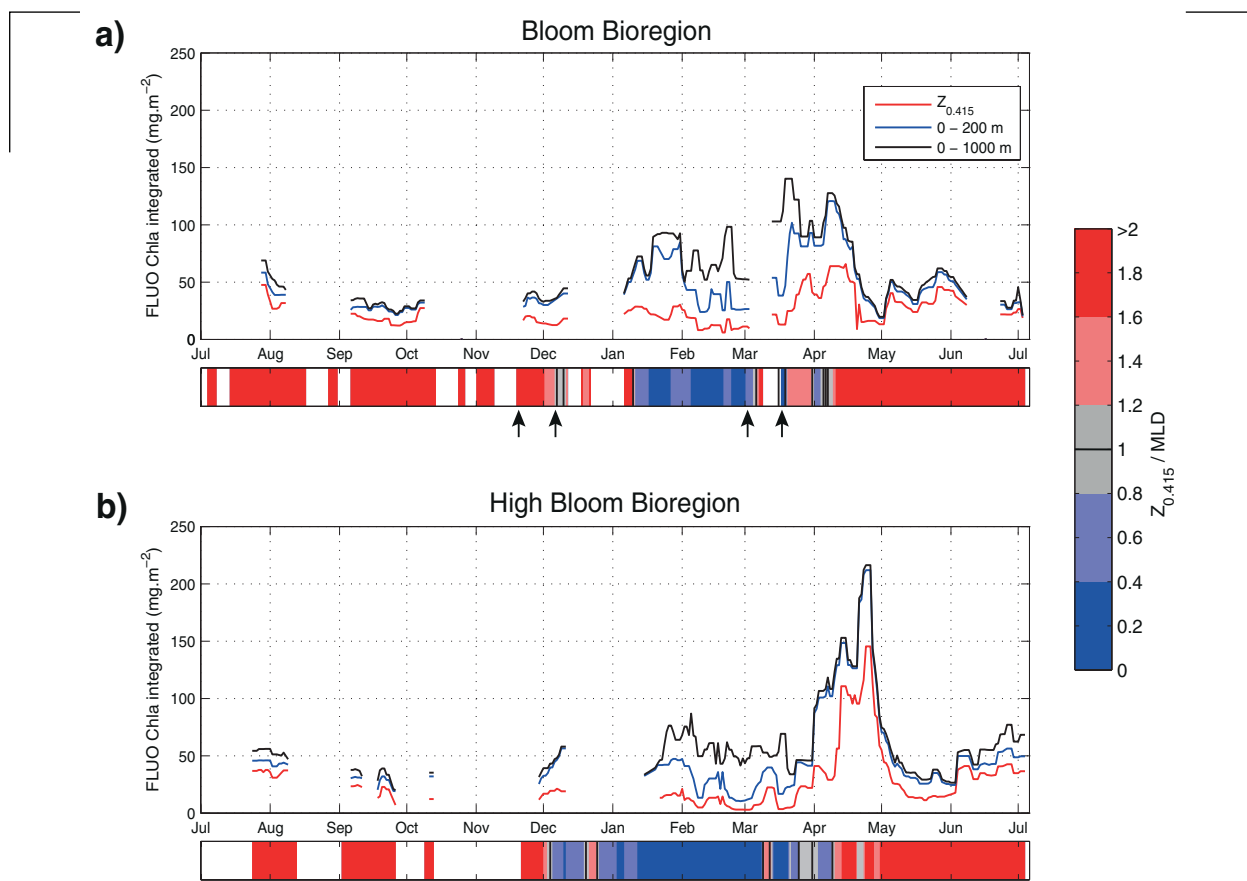 a)
Bloom Bioregion
FLUO Chla integrated (mg.m−2)
250
200
150
100
50
0
Z0.415
0 − 200 m
0 − 1000 m
Jul Aug Sep Oct Nov Dec Jan Feb Mar Apr May Jun Jul
b)
High Bloom Bioregion
FLUO Chla integrated (mg.m−2)
250
200
150
100
50
0
Jul Aug Sep Oct Nov Dec Jan Feb Mar Apr May Jun Jul
>2
1.8
1.6
1.4
1.2
1
0.8
0.6
0.4
0.2
0
Z0.415 / MLD